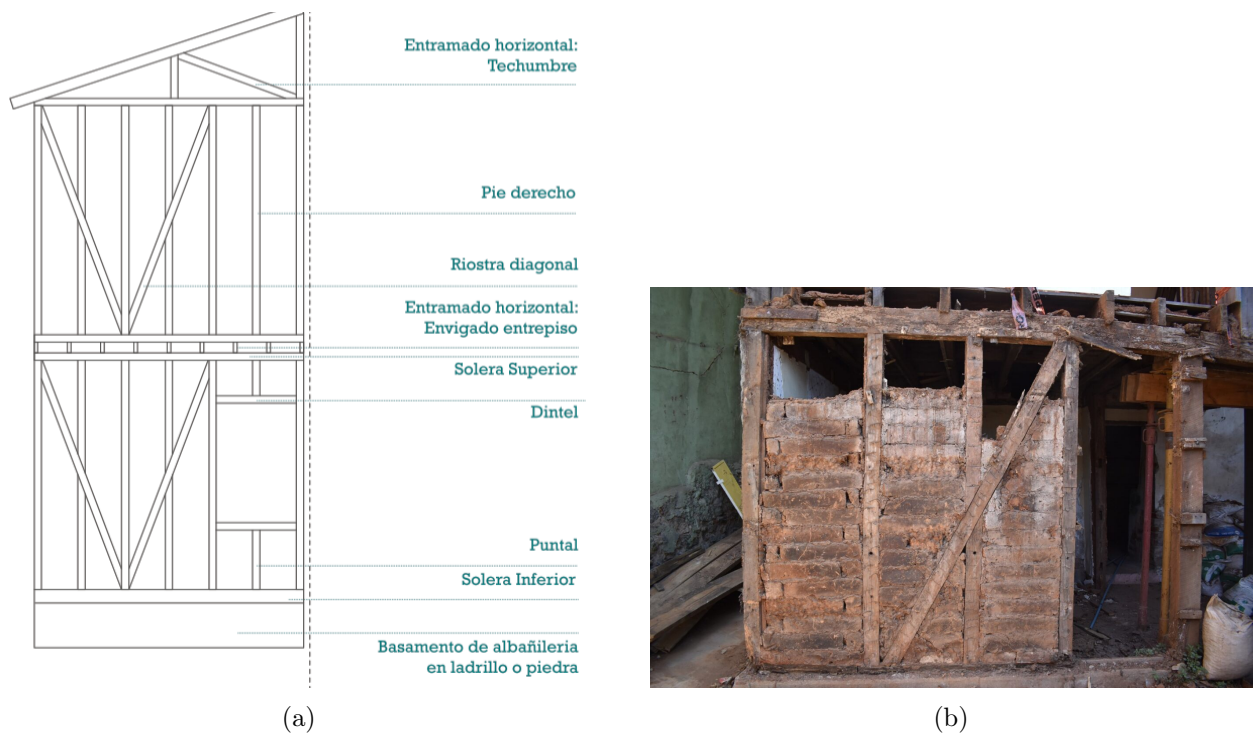 Entramado horizontal:
Techumbre
Pie derecho
Riostra diagonal
Entramado horizontal:
Envigado entrepiso
Solera Superior
Dintel
Puntal
Solera Inferior
Basamento de albañileria
en ladrillo o piedra
(a)
(b)